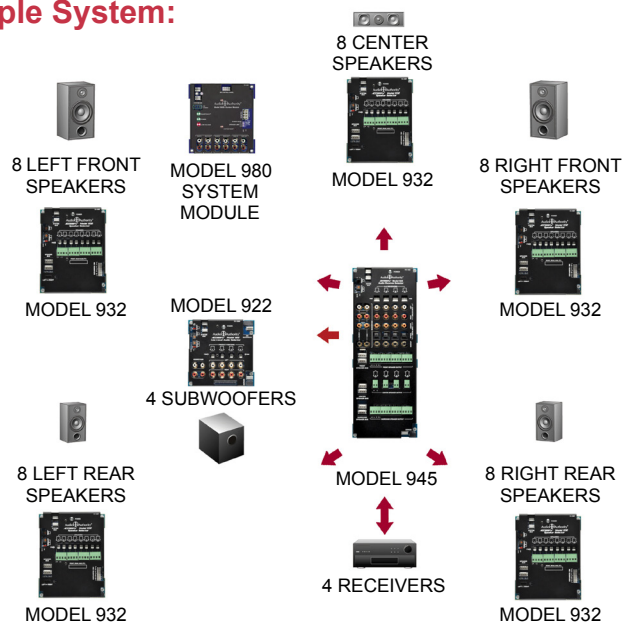 ple System:
8 CENTER
SPEAKERS
8 LEFT FRONT
SPEAKERS
MODEL 980
SYSTEM
MODULE
MODEL 932
8 RIGHT FRONT
SPEAKERS
MODEL 932
MODEL 932
MODEL 922
4 SUBWOOFERS
8 LEFT REAR
SPEAKERS
MODEL 945
8 RIGHT REAR
SPEAKERS
4 RECEIVERS
MODEL 932
MODEL 932